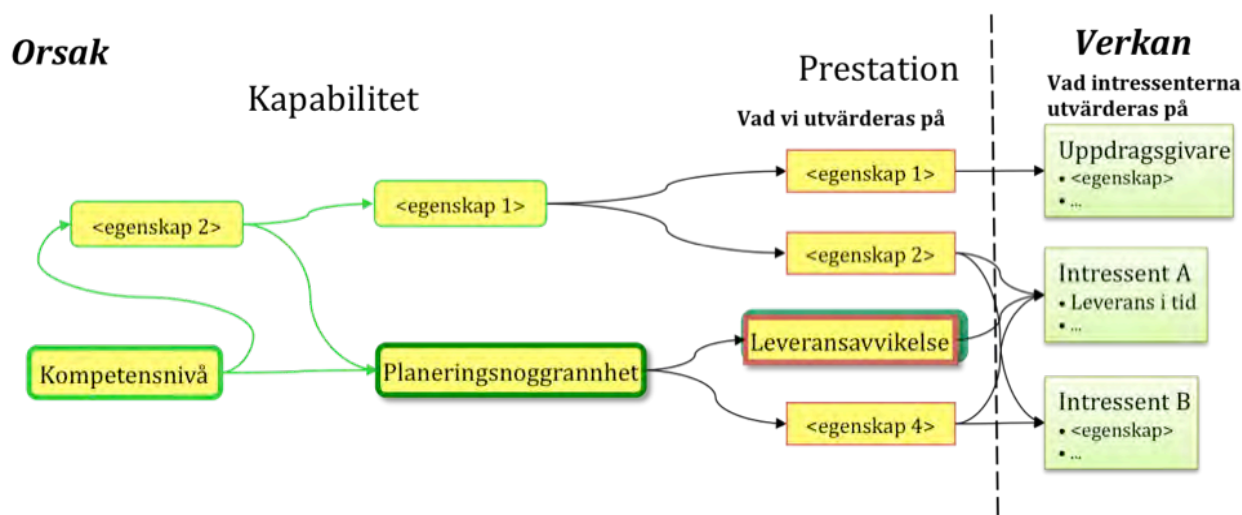 Orsak
Verkan
Kapabilitet
Prestation
Vad vi utvärderas på
Vad intressenterna
utvärderas på
<egenskap 2>
Kompetensnivå
<egenskap 1>
Planeringsnoggrannhet
<egenskap 1>
<egenskap 2>
Leveransavvikelse
<egenskap 4>
Uppdragsgivare
• <egenskap>
• ...
Intressent A
• Leverans i tid
• ...
Intressent B
• <egenskap>
• ...